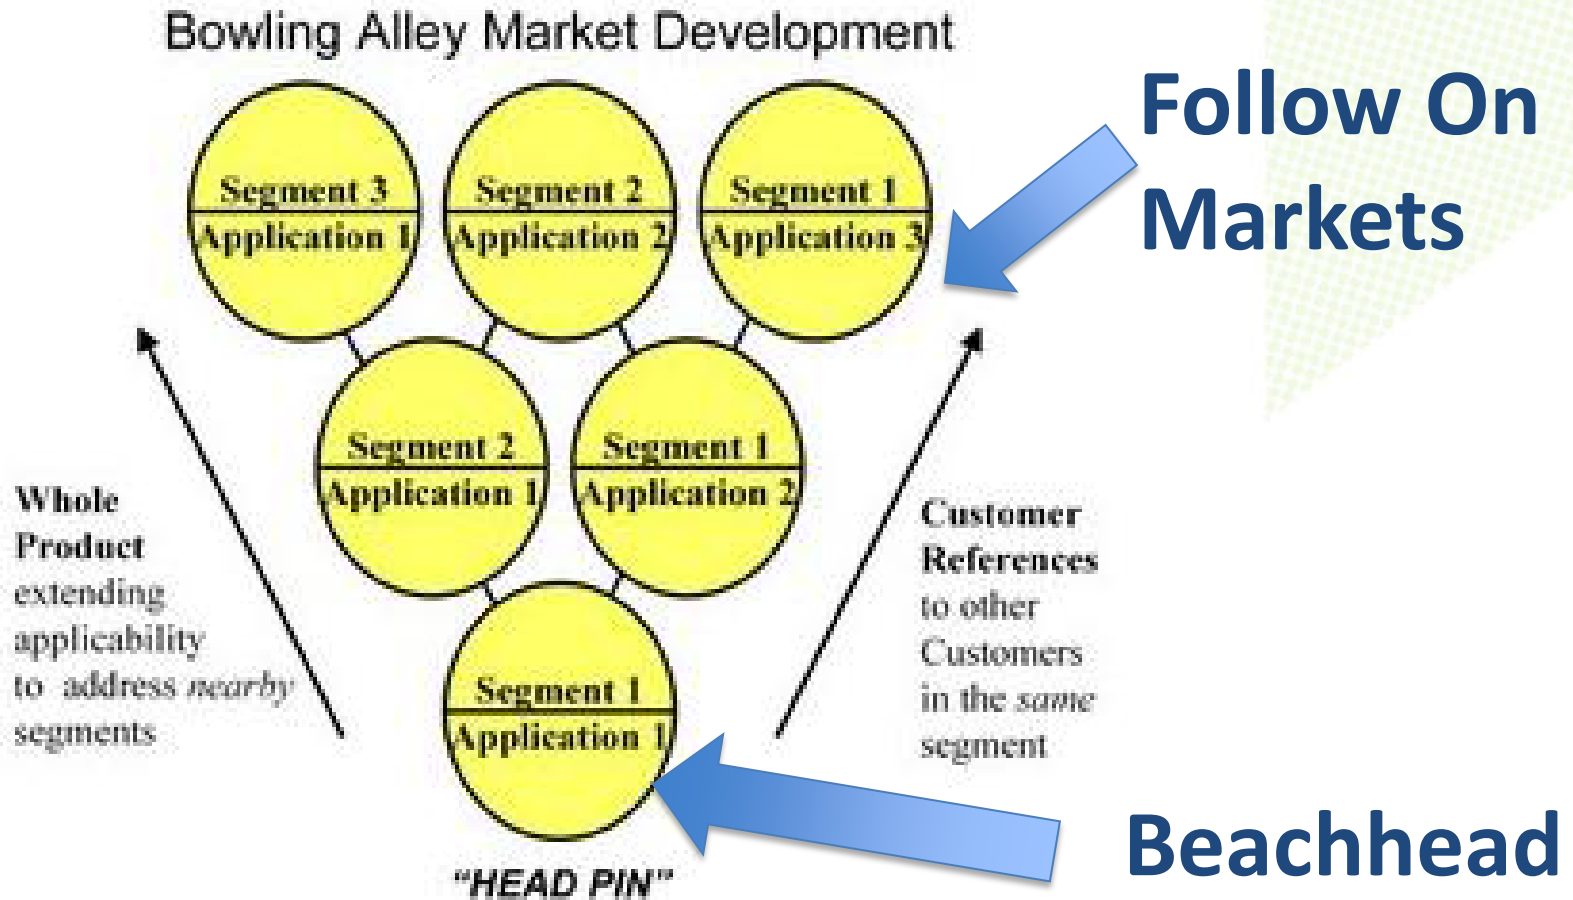 Bowling Alley Market Development
Follow On
Markets
Segment 3
Application 1
Segment 2
Application 2
Segment 1
Application 3
Segment 2
Application 1
Segment 1
Application 2
Whole
Product
extending
applicability
to address nearby
segments
Customer
References
to other
Customers
in the same
segment
Segment 1
Application 1
"HEAD PIN"
Beachhead